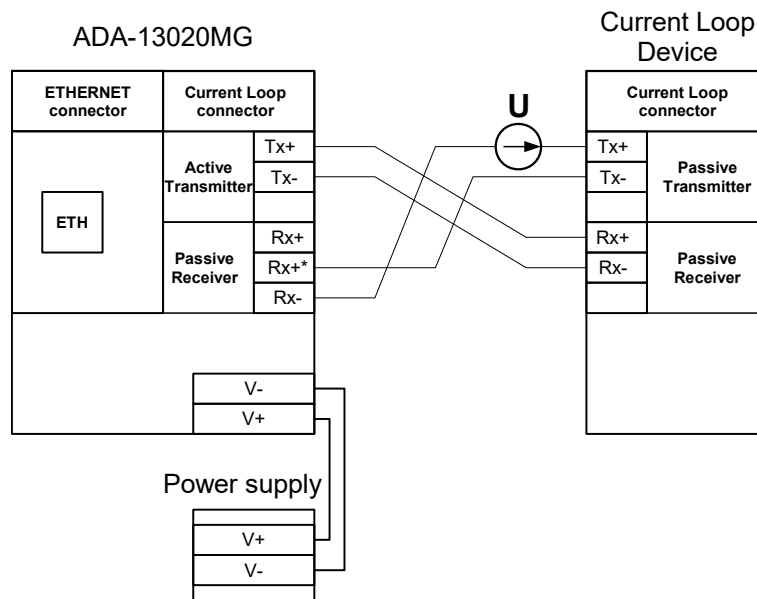 ADA-13020MG
Current Loop
Device
ETHERNET
connector
Current Loop
connector
U
Current Loop
connector
Active
Transmitter
Tx+
Tx-
Tx+
Tx-
Passive
Transmitter
ETH
Passive
Receiver
Rx+
Rx+*
Rx-
Rx+
Rx-
Passive
Receiver
V-
V+
Power supply
V+
V-